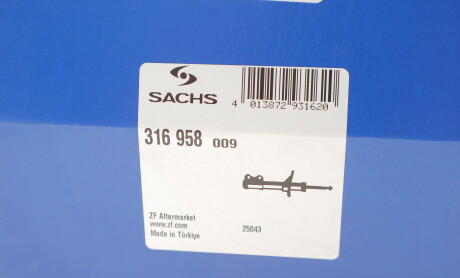 SACHS
4 013872 931620
316 958 009
ZF Aftermarket
www.zf.com
Made in Türkiye
25043